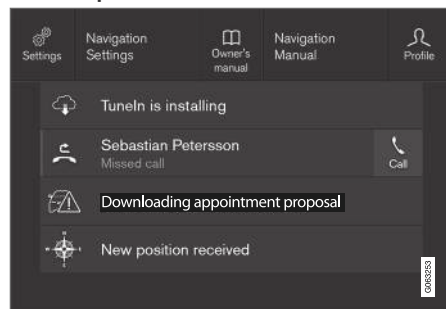 Settings
Navigation Settings
Owner's manual
Navigation Manual
Profile
TuneIn is installing
Sebastian Petersson
Missed call
Call
Downloading appointment proposal
New position received
G063253